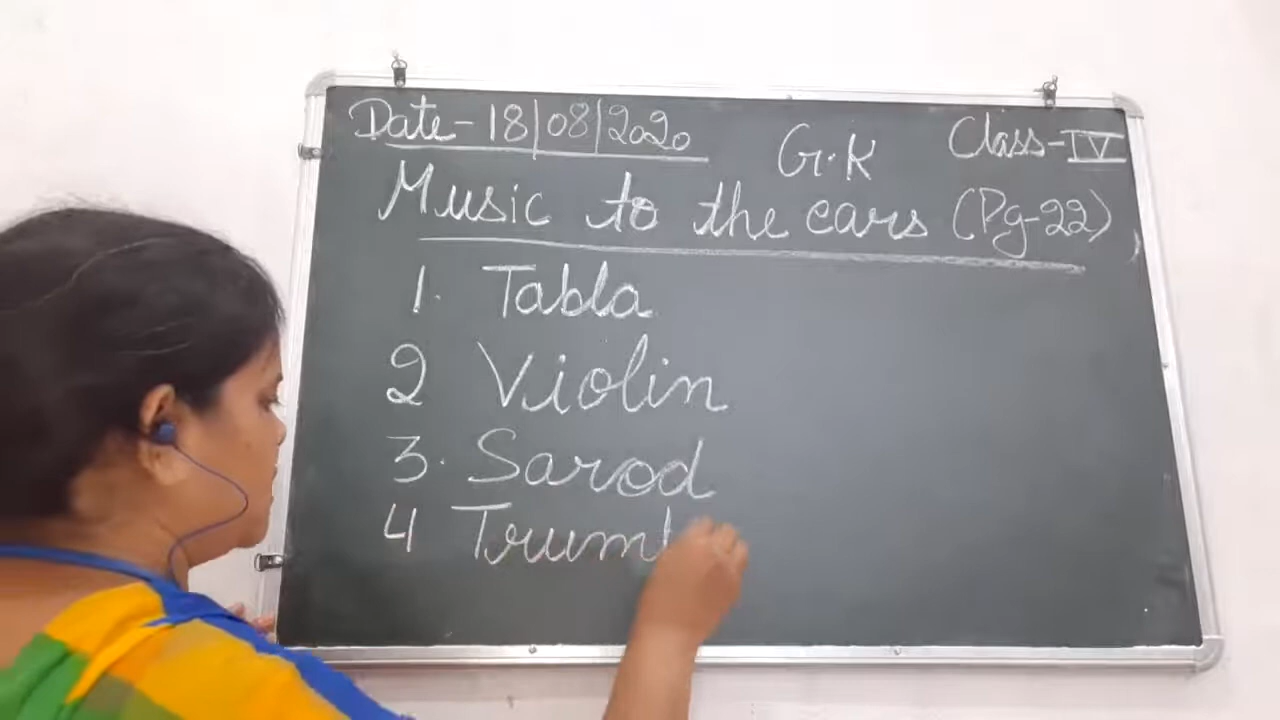 Date-18/08/2020
G.K
Class-IV
Music to the ears (Pg-22)
1. Tabla
2 Violin
3. Sarod
4